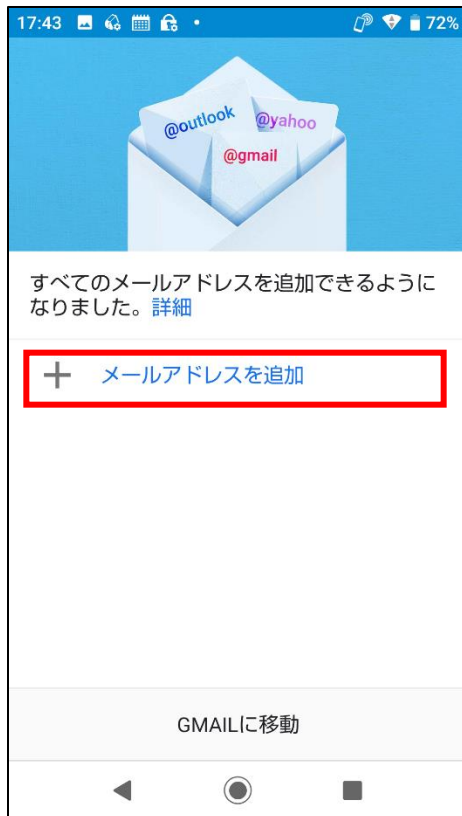 17:43
72%
@outlook
@yahoo
@gmail
すべてのメールアドレスを追加できるように
なりました。詳細
メールアドレスを追加
GMAILに移動